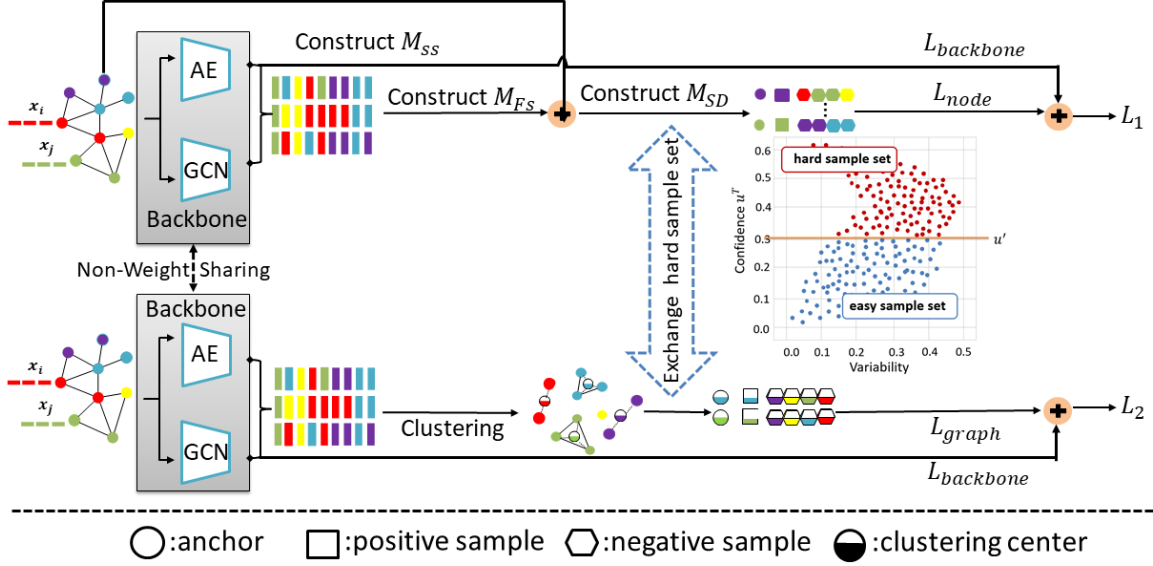 Construct M_ss
L_backbone
AE
x_i
x_j
Construct M_Fs
Construct M_SD
L_node
L_1
GCN
Backbone
Exchange hard sample set
hard sample set
Confidence u^T
0.6
0.5
0.4
0.3
0.2
0.1
0.0
u'
easy sample set
0.0 0.1 0.2 0.3 0.4 0.5
Variability
Non-Weight Sharing
Backbone
AE
x_i
x_j
GCN
Clustering
L_graph
L_2
L_backbone
:anchor :positive sample :negative sample :clustering center